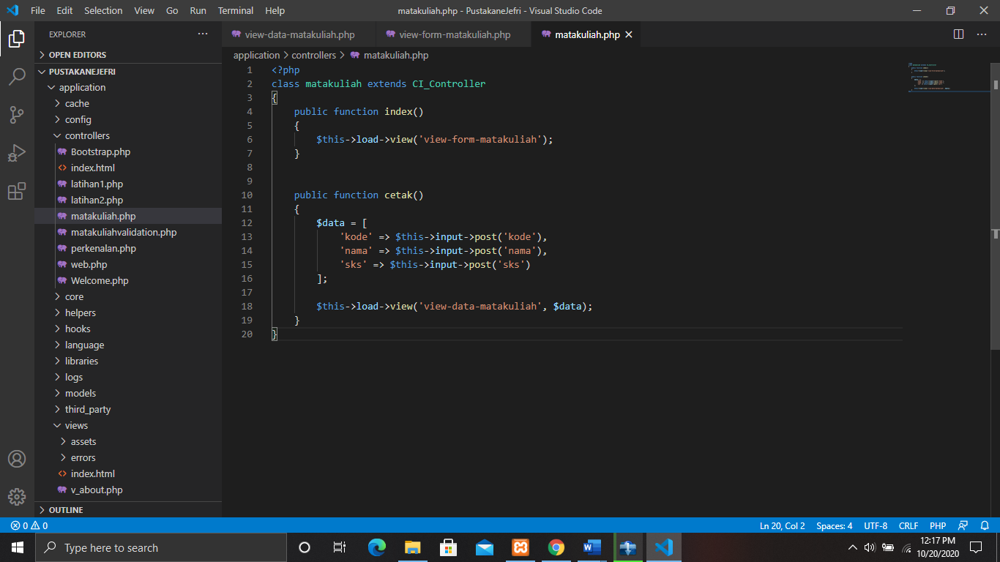 File Edit Selection View Go Run Terminal Help
matakuliah.php - PustakaneJefri - Visual Studio Code
EXPLORER
OPEN EDITORS
PUSTAKANEJEFRI
application
cache
config
controllers
Bootstrap.php
index.html
latihan1.php
latihan2.php
matakuliah.php
matakuliahvalidation.php
perkenalan.php
web.php
Welcome.php
core
helpers
hooks
language
libraries
logs
models
third_party
views
assets
errors
index.html
v_about.php
OUTLINE
view-data-matakuliah.php view-form-matakuliah.php matakuliah.php
application > controllers > matakuliah.php
1 <?php
2 class matakuliah extends CI_Controller
3 {
4     public function index()
5     {
6         $this->load->view('view-form-matakuliah');
7     }
8
9
10     public function cetak()
11     {
12         $data = [
13             'kode' => $this->input->post('kode'),
14             'nama' => $this->input->post('nama'),
15             'sks' => $this->input->post('sks')
16         ];
17
18         $this->load->view('view-data-matakuliah', $data);
19     }
20 }
0 0
Ln 20, Col 2 Spaces: 4 UTF-8 CRLF PHP
Type here to search
12:17 PM
10/20/2020